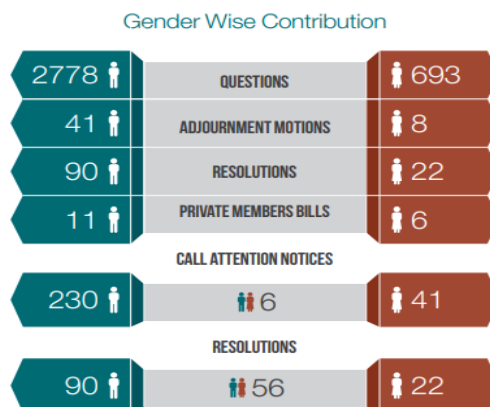 Gender Wise Contribution
2778 QUESTIONS 693
41 ADJOURNMENT MOTIONS 8
90 RESOLUTIONS 22
11 PRIVATE MEMBERS BILLS 6
CALL ATTENTION NOTICES
230 6 41
RESOLUTIONS
90 56 22